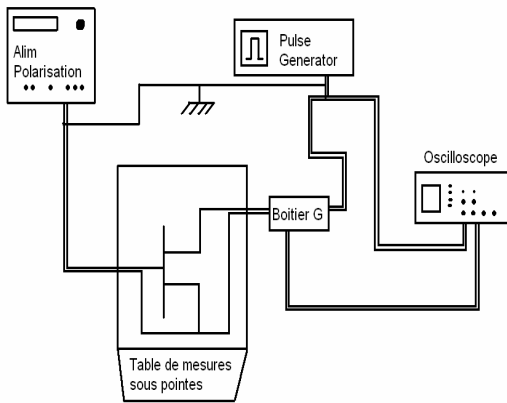 Alim
Polarisation
Pulse
Generator
Oscilloscope
Boitier G
Table de mesures
sous pointes